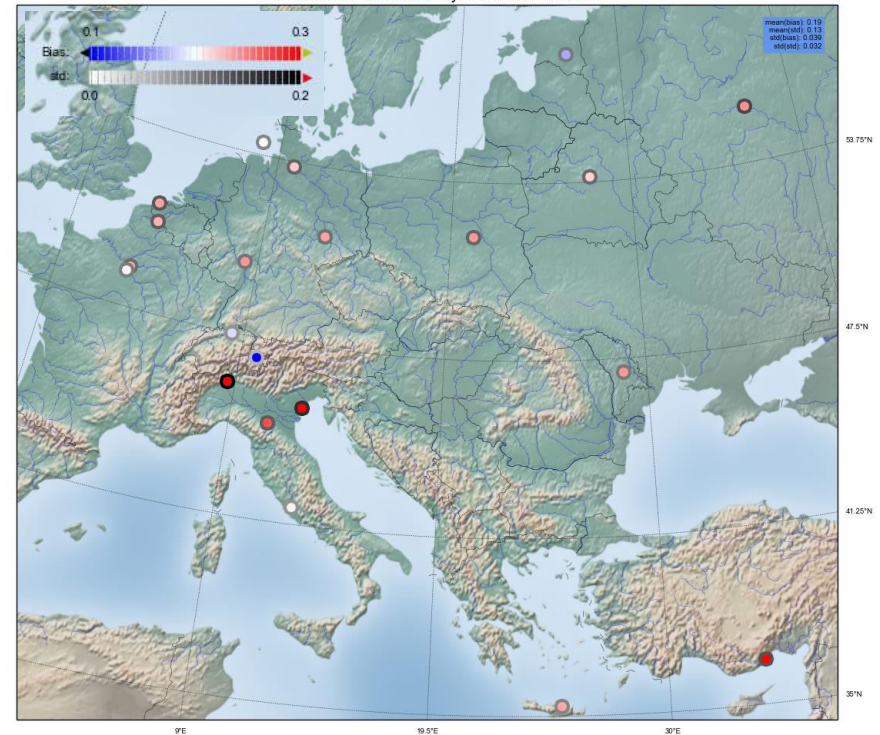 0.1 0.3
Bias:
std:
0.0 0.2
mean(bias): 0.19
mean(std): 0.13
std(bias): 0.039
std(std): 0.032
53.75°N
47.5°N
41.25°N
35°N
9°E 19.5°E 30°E